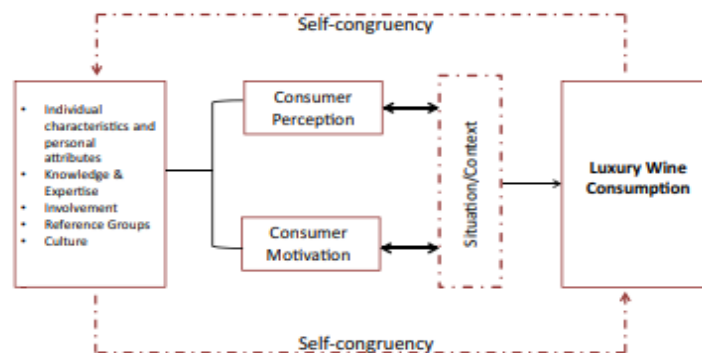 Self-congruency
• Individual
characteristics and
personal
attributes
• Knowledge &
Expertise
• Involvement
• Reference Groups
• Culture
Consumer
Perception
Consumer
Motivation
Situation/Context
Luxury Wine
Consumption
Self-congruency